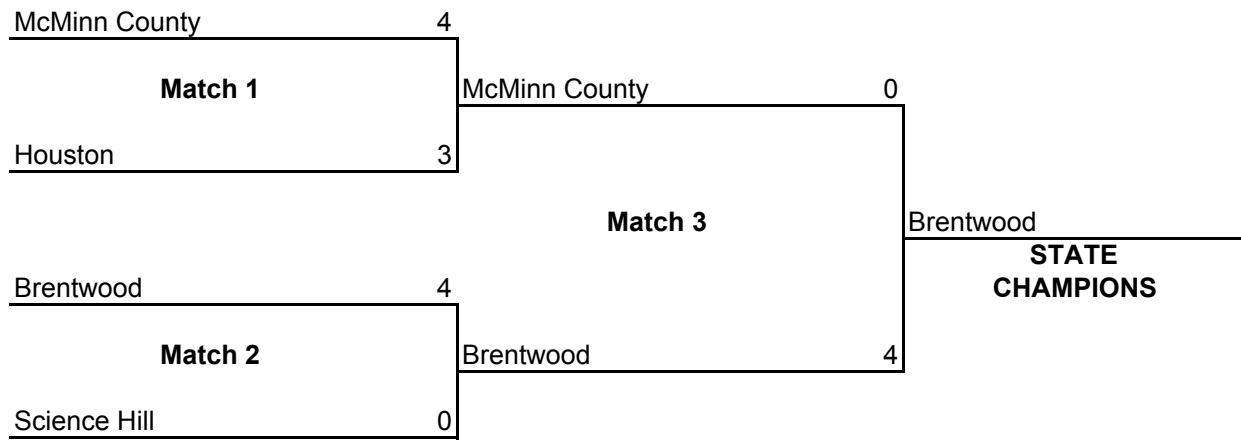 McMinn County 4
Match 1
McMinn County 0
Houston 3
Match 3
Brentwood
STATE
CHAMPIONS
Brentwood 4
Match 2
Brentwood 4
Science Hill 0